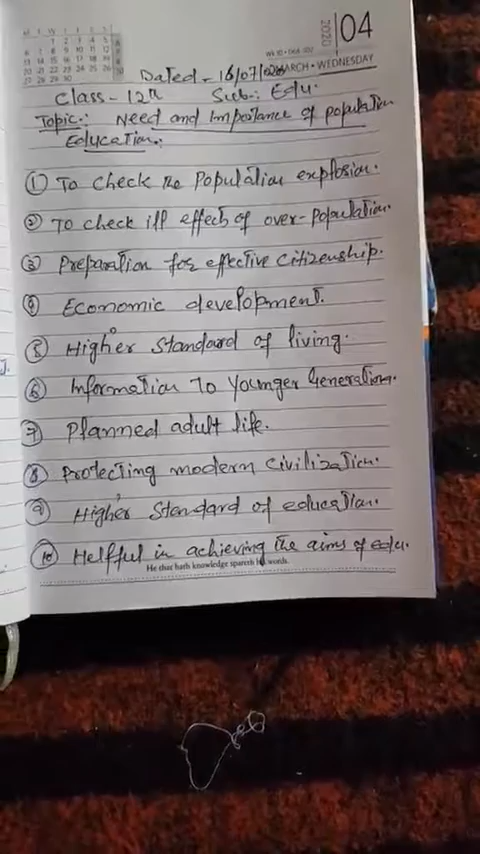 2020 04
MARCH • WEDNESDAY
Dated - 16/07/
Class - 12th Sub:. Edu.
Topic:. Need and Importance of population
Education.:
① To check the Population explosion.
② To check ill effects of over-Population.
③ Preparation for effective citizenship.
④ Economic development.
⑤ Higher Standard of living.
⑥ Information To younger Generation.
⑦ Planned adult life.
⑧ Protecting modern Civilization.
⑨ Higher Standard of education.
⑩ Helpful in achieving the aims of edu.
He that hath knowledge spareth his words.